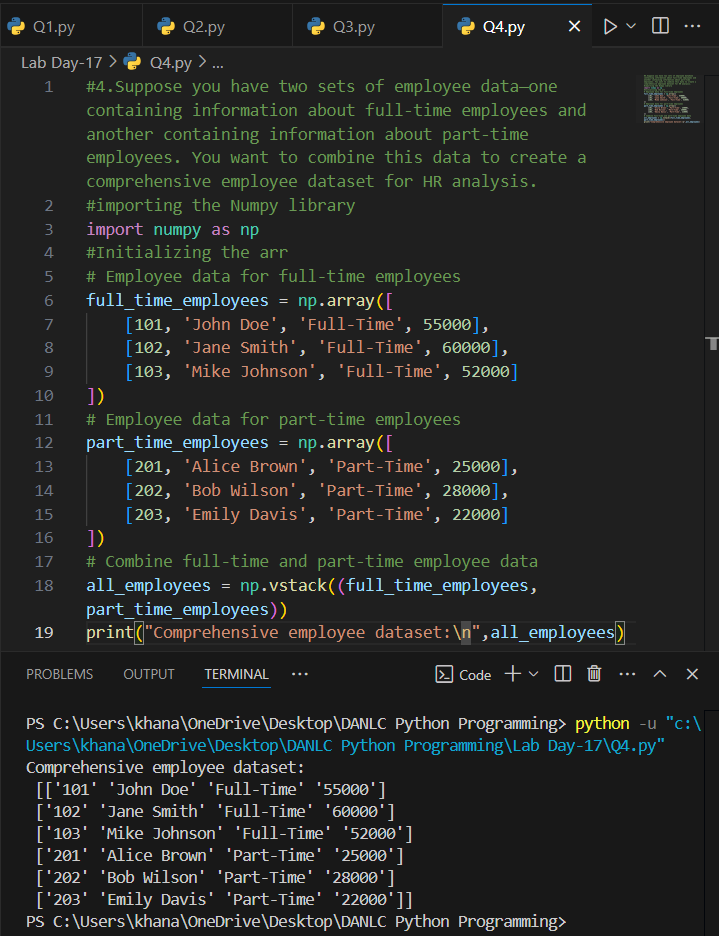 Q1.py Q2.py Q3.py Q4.py
Lab Day-17 > Q4.py > ...
1 #4.Suppose you have two sets of employee data—one
containing information about full-time employees and
another containing information about part-time
employees. You want to combine this data to create a
comprehensive employee dataset for HR analysis.
2 #importing the Numpy library
3 import numpy as np
4 #Initializing the arr
5 # Employee data for full-time employees
6 full_time_employees = np.array([
7 [101, 'John Doe', 'Full-Time', 55000],
8 [102, 'Jane Smith', 'Full-Time', 60000],
9 [103, 'Mike Johnson', 'Full-Time', 52000]
10 ])
11 # Employee data for part-time employees
12 part_time_employees = np.array([
13 [201, 'Alice Brown', 'Part-Time', 25000],
14 [202, 'Bob Wilson', 'Part-Time', 28000],
15 [203, 'Emily Davis', 'Part-Time', 22000]
16 ])
17 # Combine full-time and part-time employee data
18 all_employees = np.vstack((full_time_employees,
part_time_employees))
19 print("Comprehensive employee dataset:\n",all_employees)
PROBLEMS OUTPUT TERMINAL ... Code
PS C:\Users\khana\OneDrive\Desktop\DANLC Python Programming> python -u "c:\
Users\khana\OneDrive\Desktop\DANLC Python Programming\Lab Day-17\Q4.py"
Comprehensive employee dataset:
[['101' 'John Doe' 'Full-Time' '55000']
['102' 'Jane Smith' 'Full-Time' '60000']
['103' 'Mike Johnson' 'Full-Time' '52000']
['201' 'Alice Brown' 'Part-Time' '25000']
['202' 'Bob Wilson' 'Part-Time' '28000']
['203' 'Emily Davis' 'Part-Time' '22000']]
PS C:\Users\khana\OneDrive\Desktop\DANLC Python Programming>